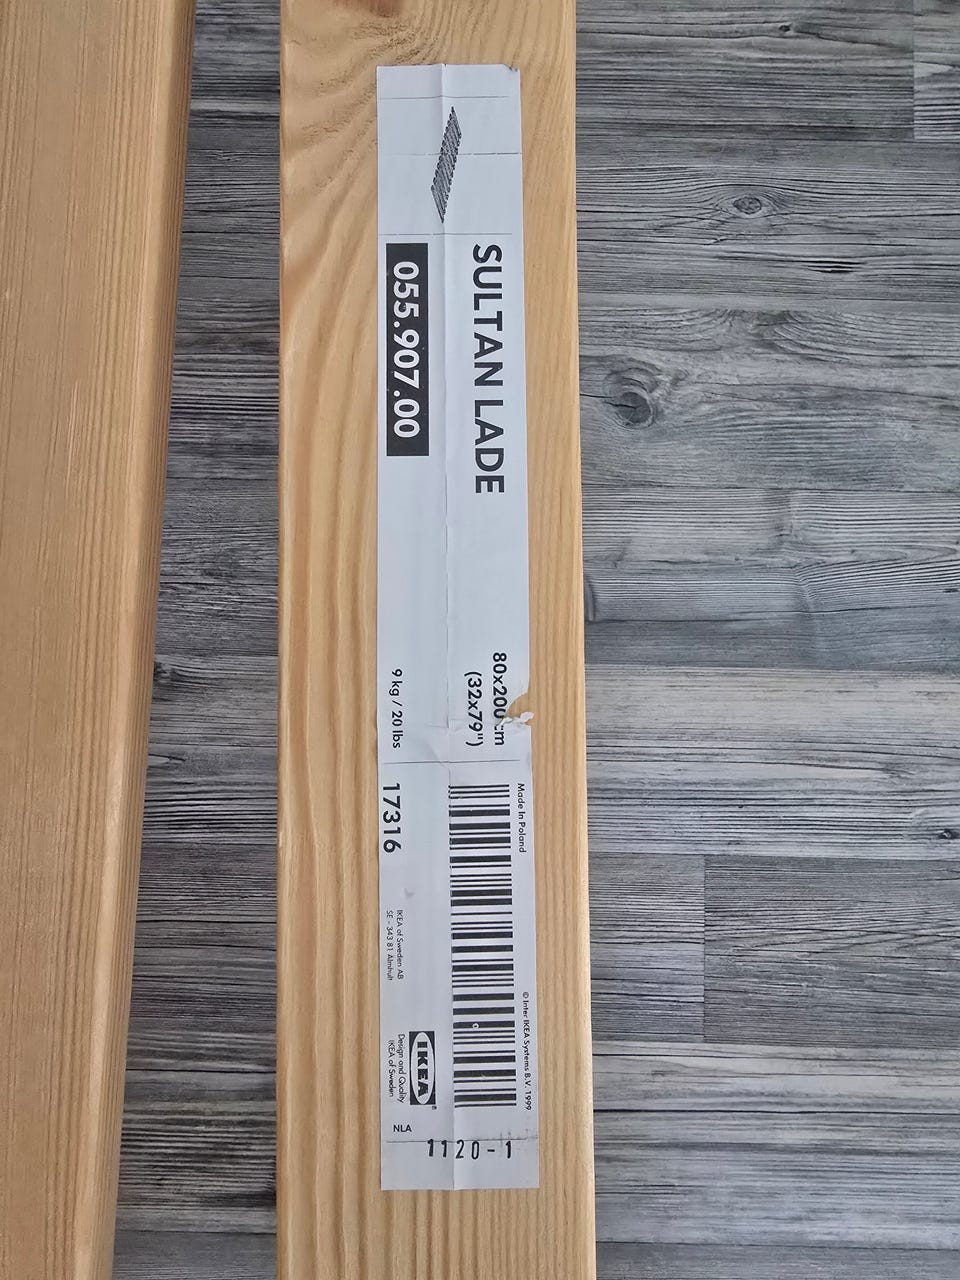 SULTAN LADE
055.907.00
80x200 cm
(32x79")
9 kg / 20 lbs
Made in Poland
17316
IKEA of Sweden AB
SE - 343 81 Älmhult
© Inter IKEA Systems B.V. 1999
IKEA®
Design and Quality
IKEA of Sweden
NLA
1120-1